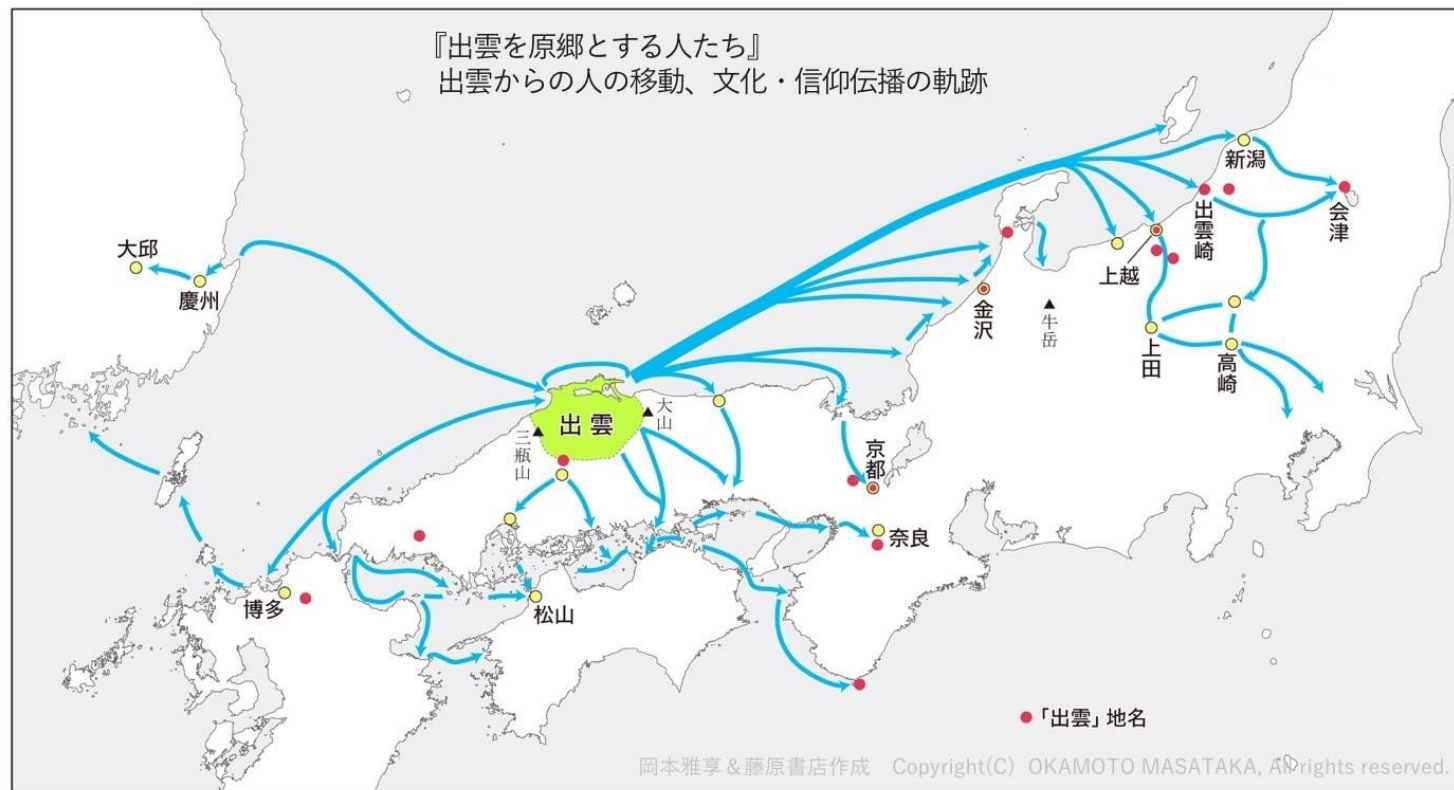 『出雲を原郷とする人たち』
出雲からの人の移動、文化・信仰伝播の軌跡
新潟
出雲崎
会津
大邱
慶州
上越
金沢
牛岳
上田
高崎
出雲
大山
三瓶山
京都
奈良
博多
松山
「出雲」地名
岡本雅享&藤原書店作成 Copyright(C) OKAMOTO MASATAKA, All rights reserved.